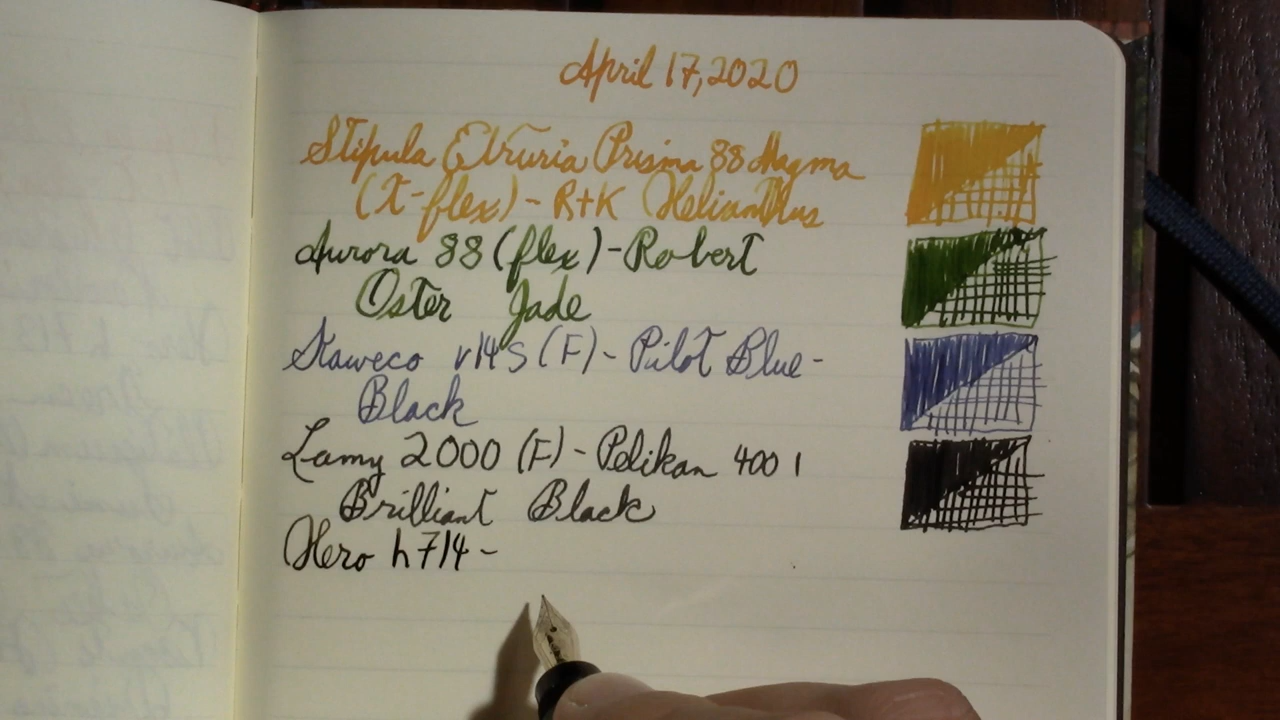 April 17, 2020
Stipula Etruria Prisma 88 Magma
(T-flex) - R+K Helianthus
Aurora 88 (flex) - Robert
Oster Jade
Kaweco V14S (F) - Pilot Blue-
Black
Lamy 2000 (F) - Pelikan 4001
Brilliant Black
Hero h714 -